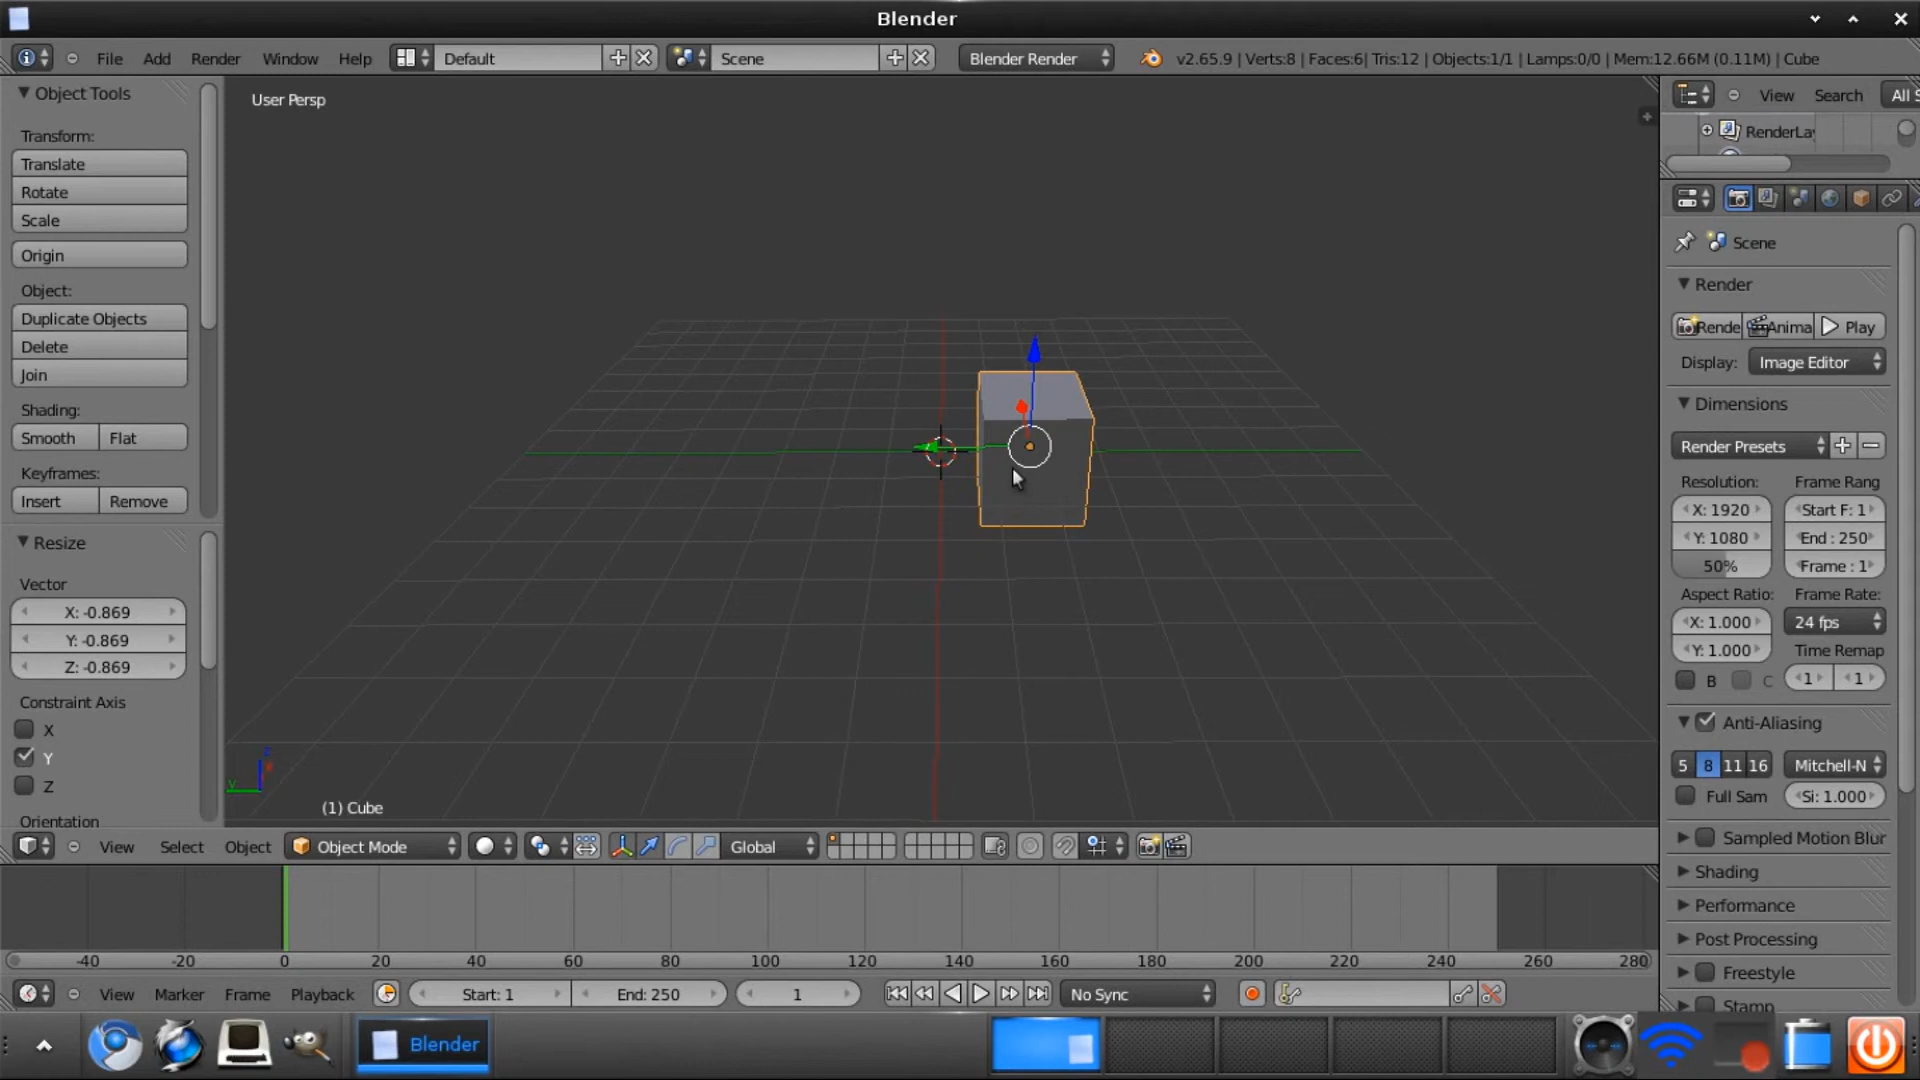 Blender
File Add Render Window Help Default Scene Blender Render v2.65.9 | Verts:8 | Faces:6| Tris:12 | Objects:1/1 | Lamps:0/0 | Mem:12.66M (0.11M) | Cube
Object Tools
Transform:
Translate
Rotate
Scale
Origin
Object:
Duplicate Objects
Delete
Join
Shading:
Smooth Flat
Keyframes:
Insert Remove
Resize
Vector
X: -0.869
Y: -0.869
Z: -0.869
Constraint Axis
X
Y
Z
Orientation
User Persp
(1) Cube
View Select Object Object Mode Global
-40 -20 0 20 40 60 80 100 120 140 160 180 200 220 240 260 280
View Marker Frame Playback Start: 1 End: 250 1 No Sync
View Search All S
RenderLa
Scene
Render
Rende Anima Play
Display: Image Editor
Dimensions
Render Presets
Resolution: Frame Rang
X: 1920 Start F: 1
Y: 1080 End : 250
50% Frame : 1
Aspect Ratio: Frame Rate:
X: 1.000 24 fps
Y: 1.000 Time Remap
B C 1 1
Anti-Aliasing
5 8 11 16 Mitchell-N
Full Sam Si: 1.000
Sampled Motion Blur
Shading
Performance
Post Processing
Freestyle
Stamp
Blender